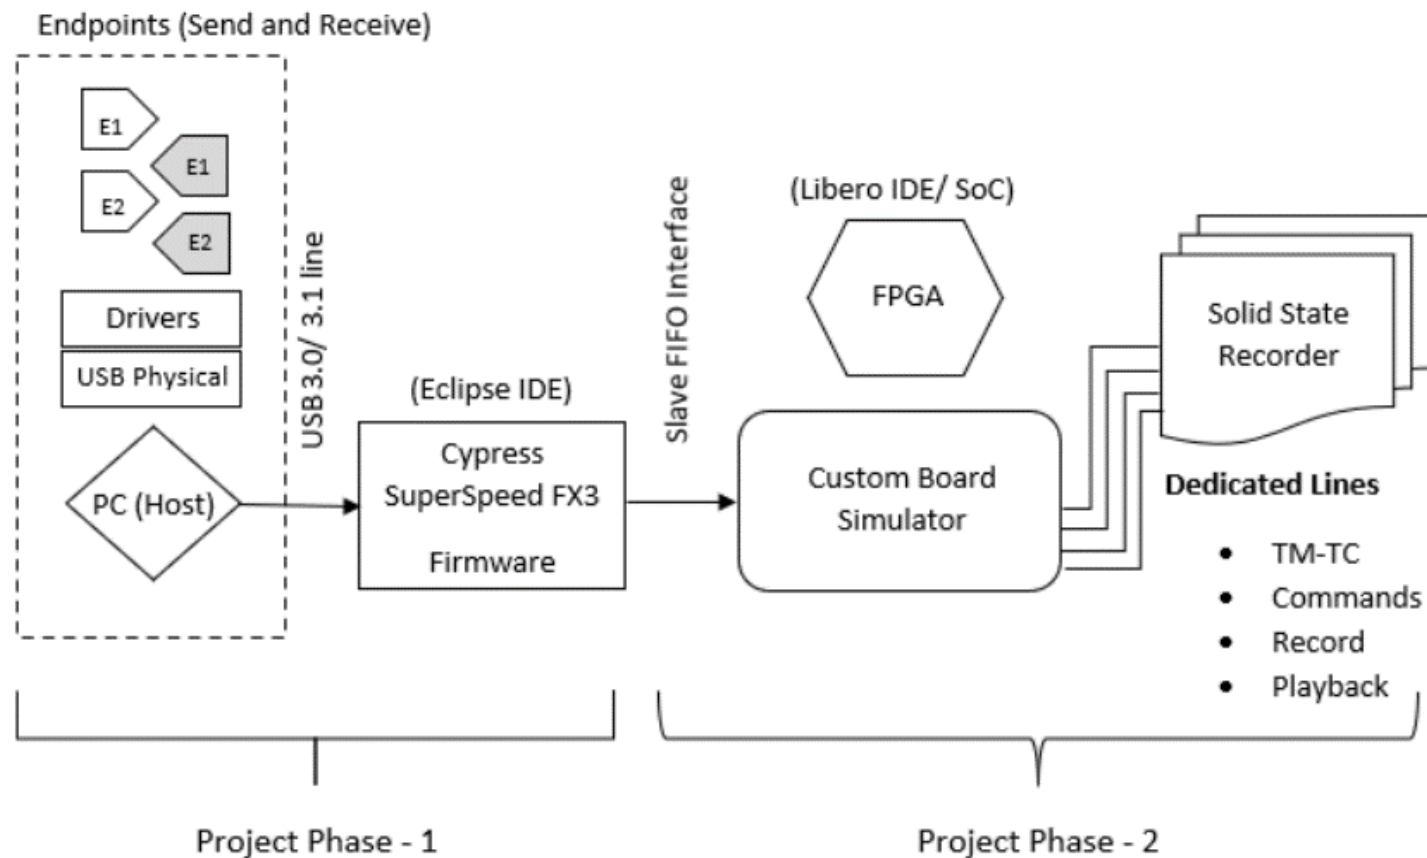 Endpoints (Send and Receive)
E1
E1
E2
E2
Drivers
USB Physical
PC (Host)
USB 3.0/ 3.1 line
(Eclipse IDE)
Cypress
SuperSpeed FX3
Firmware
Slave FIFO Interface
(Libero IDE/ SoC)
FPGA
Custom Board
Simulator
Solid State
Recorder
Dedicated Lines
• TM-TC
• Commands
• Record
• Playback
Project Phase - 1
Project Phase - 2